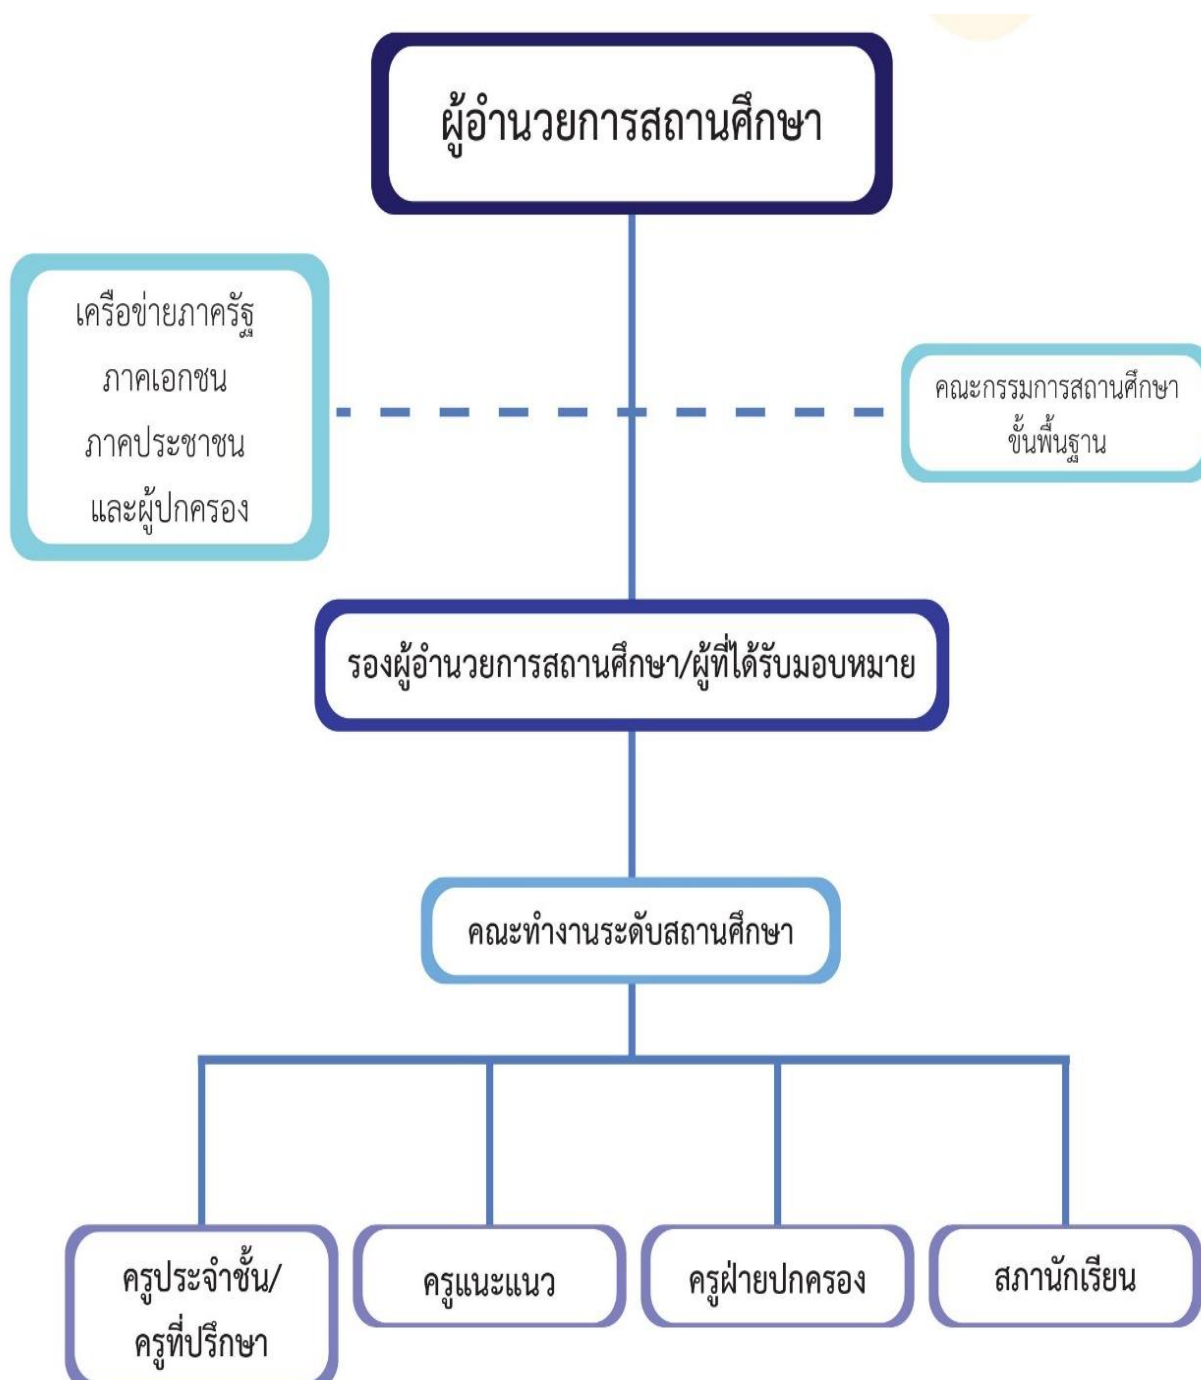 ผู้อำนวยการสถานศึกษา
เครือข่ายภาครัฐ
ภาคเอกชน
ภาคประชาชน
และผู้ปกครอง
คณะกรรมการสถานศึกษา
ขั้นพื้นฐาน
รองผู้อำนวยการสถานศึกษา/ผู้ที่ได้รับมอบหมาย
คณะทำงานระดับสถานศึกษา
ครูประจำชั้น/
ครูที่ปรึกษา
ครูแนะแนว
ครูฝ่ายปกครอง
สภานักเรียน